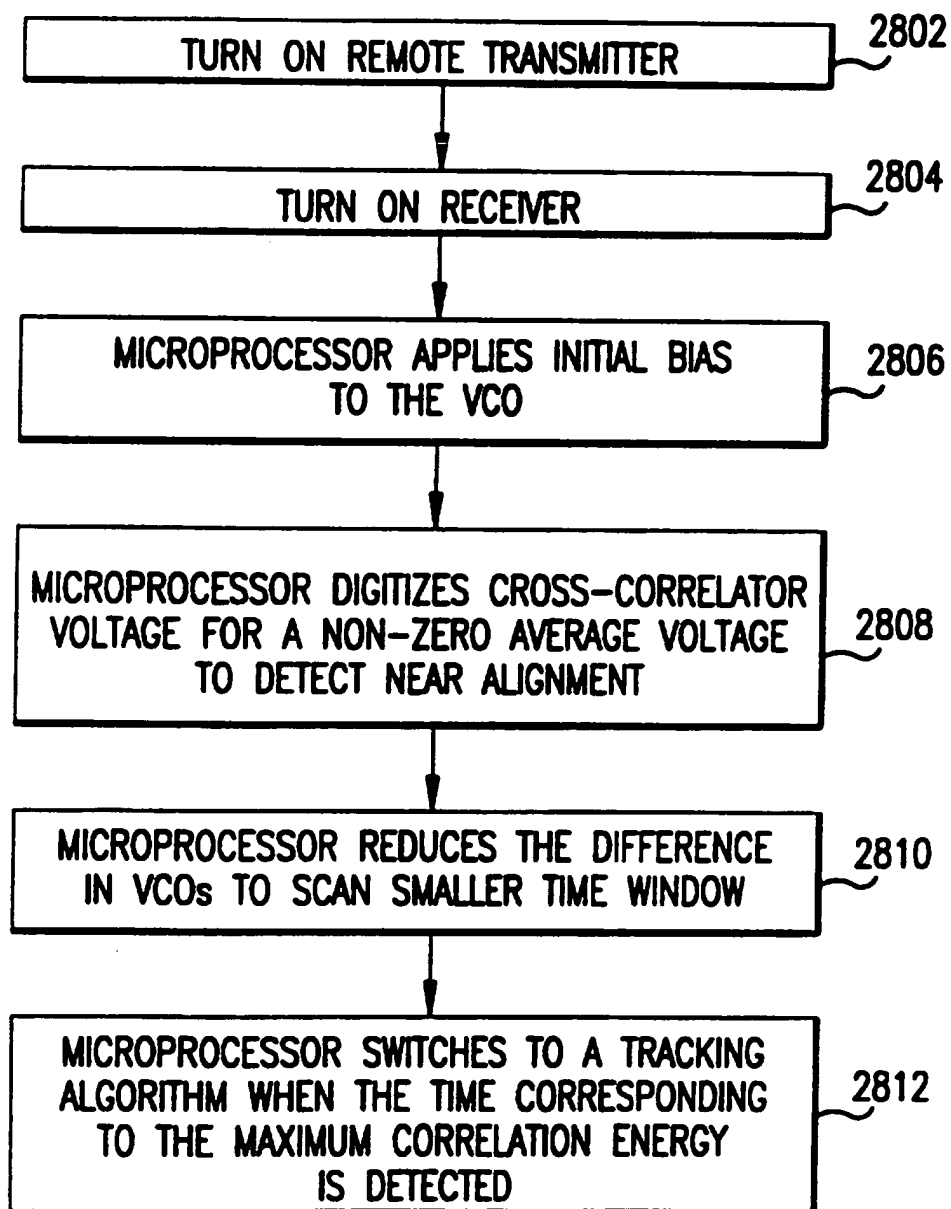 TURN ON REMOTE TRANSMITTER
2802
TURN ON RECEIVER
2804
MICROPROCESSOR APPLIES INITIAL BIAS
TO THE VCO
2806
MICROPROCESSOR DIGITIZES CROSS-CORRELATOR
VOLTAGE FOR A NON-ZERO AVERAGE VOLTAGE
TO DETECT NEAR ALIGNMENT
2808
MICROPROCESSOR REDUCES THE DIFFERENCE
IN VCOs TO SCAN SMALLER TIME WINDOW
2810
MICROPROCESSOR SWITCHES TO A TRACKING
ALGORITHM WHEN THE TIME CORRESPONDING
TO THE MAXIMUM CORRELATION ENERGY
IS DETECTED
2812